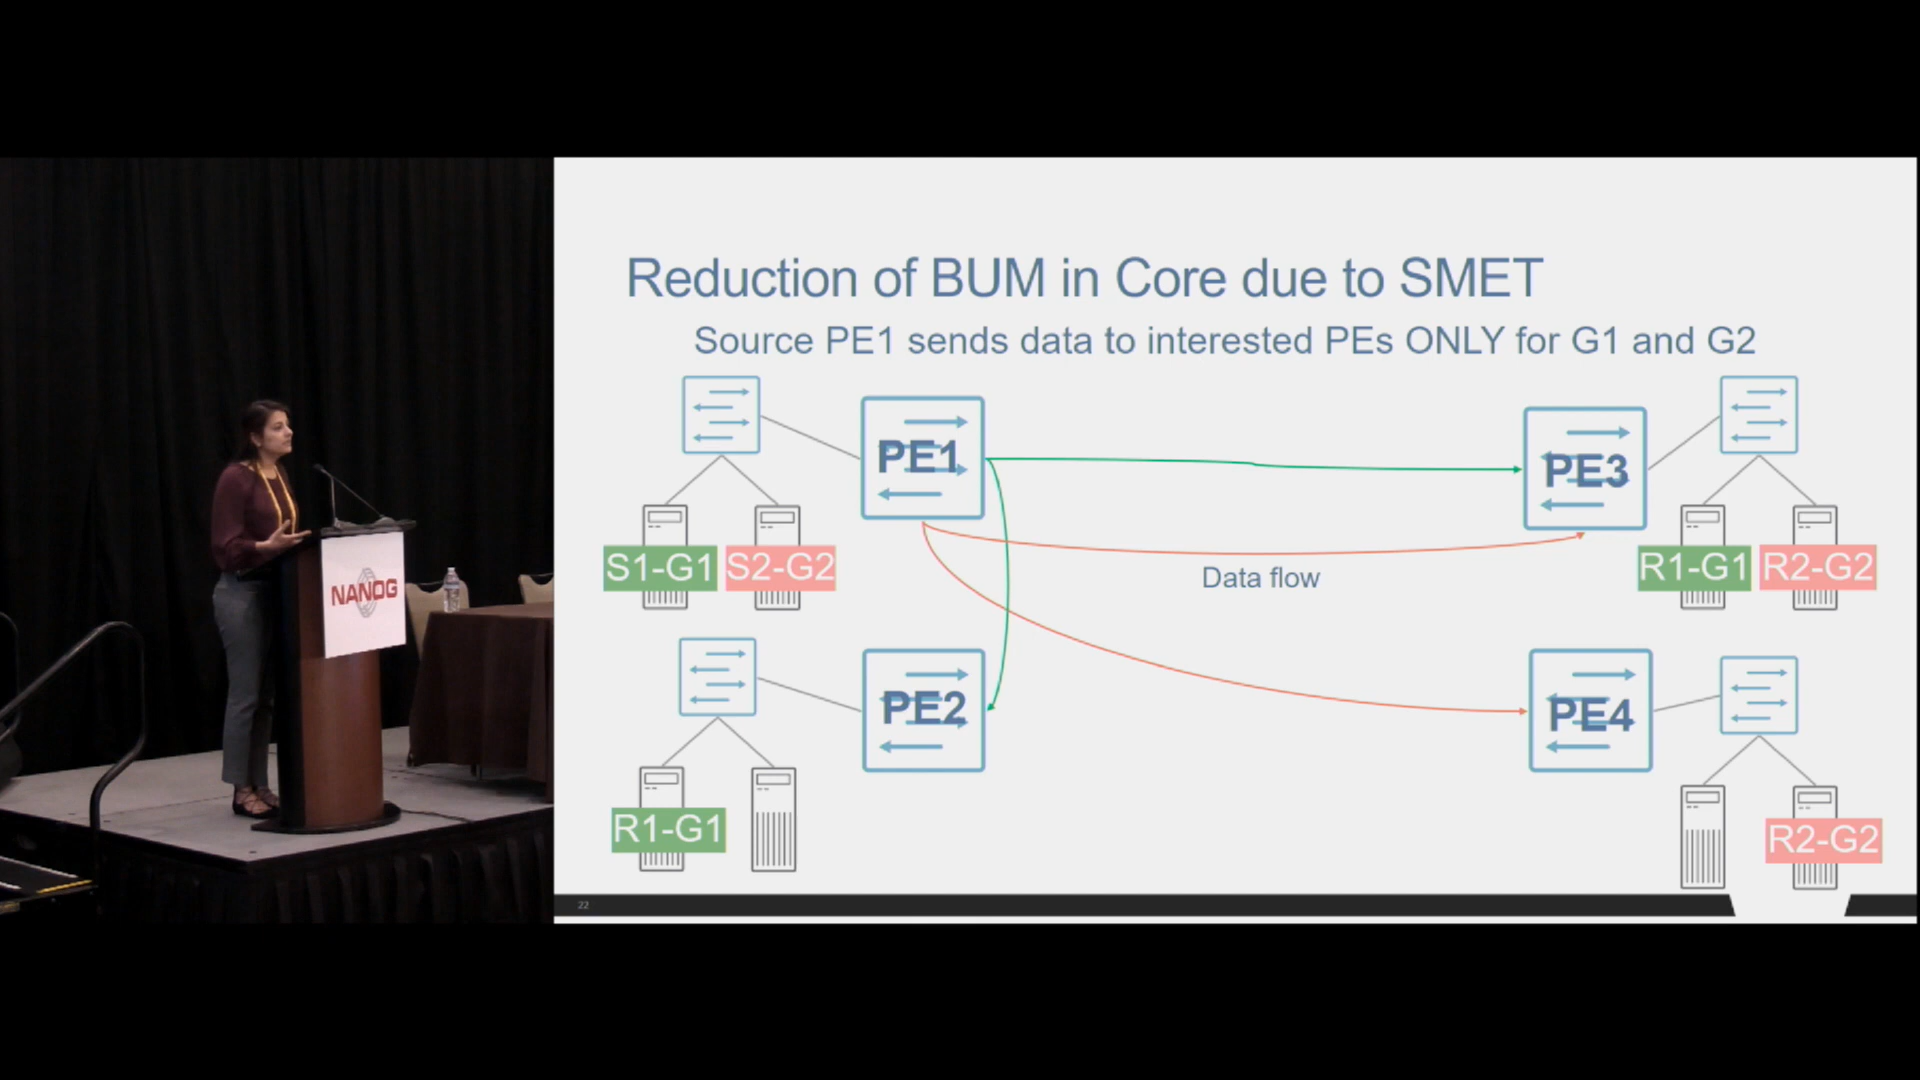 Reduction of BUM in Core due to SMET
Source PE1 sends data to interested PEs ONLY for G1 and G2
PE1
PE3
S1-G1
S2-G2
Data flow
R1-G1
R2-G2
PE2
PE4
R1-G1
R2-G2
22
NANOG